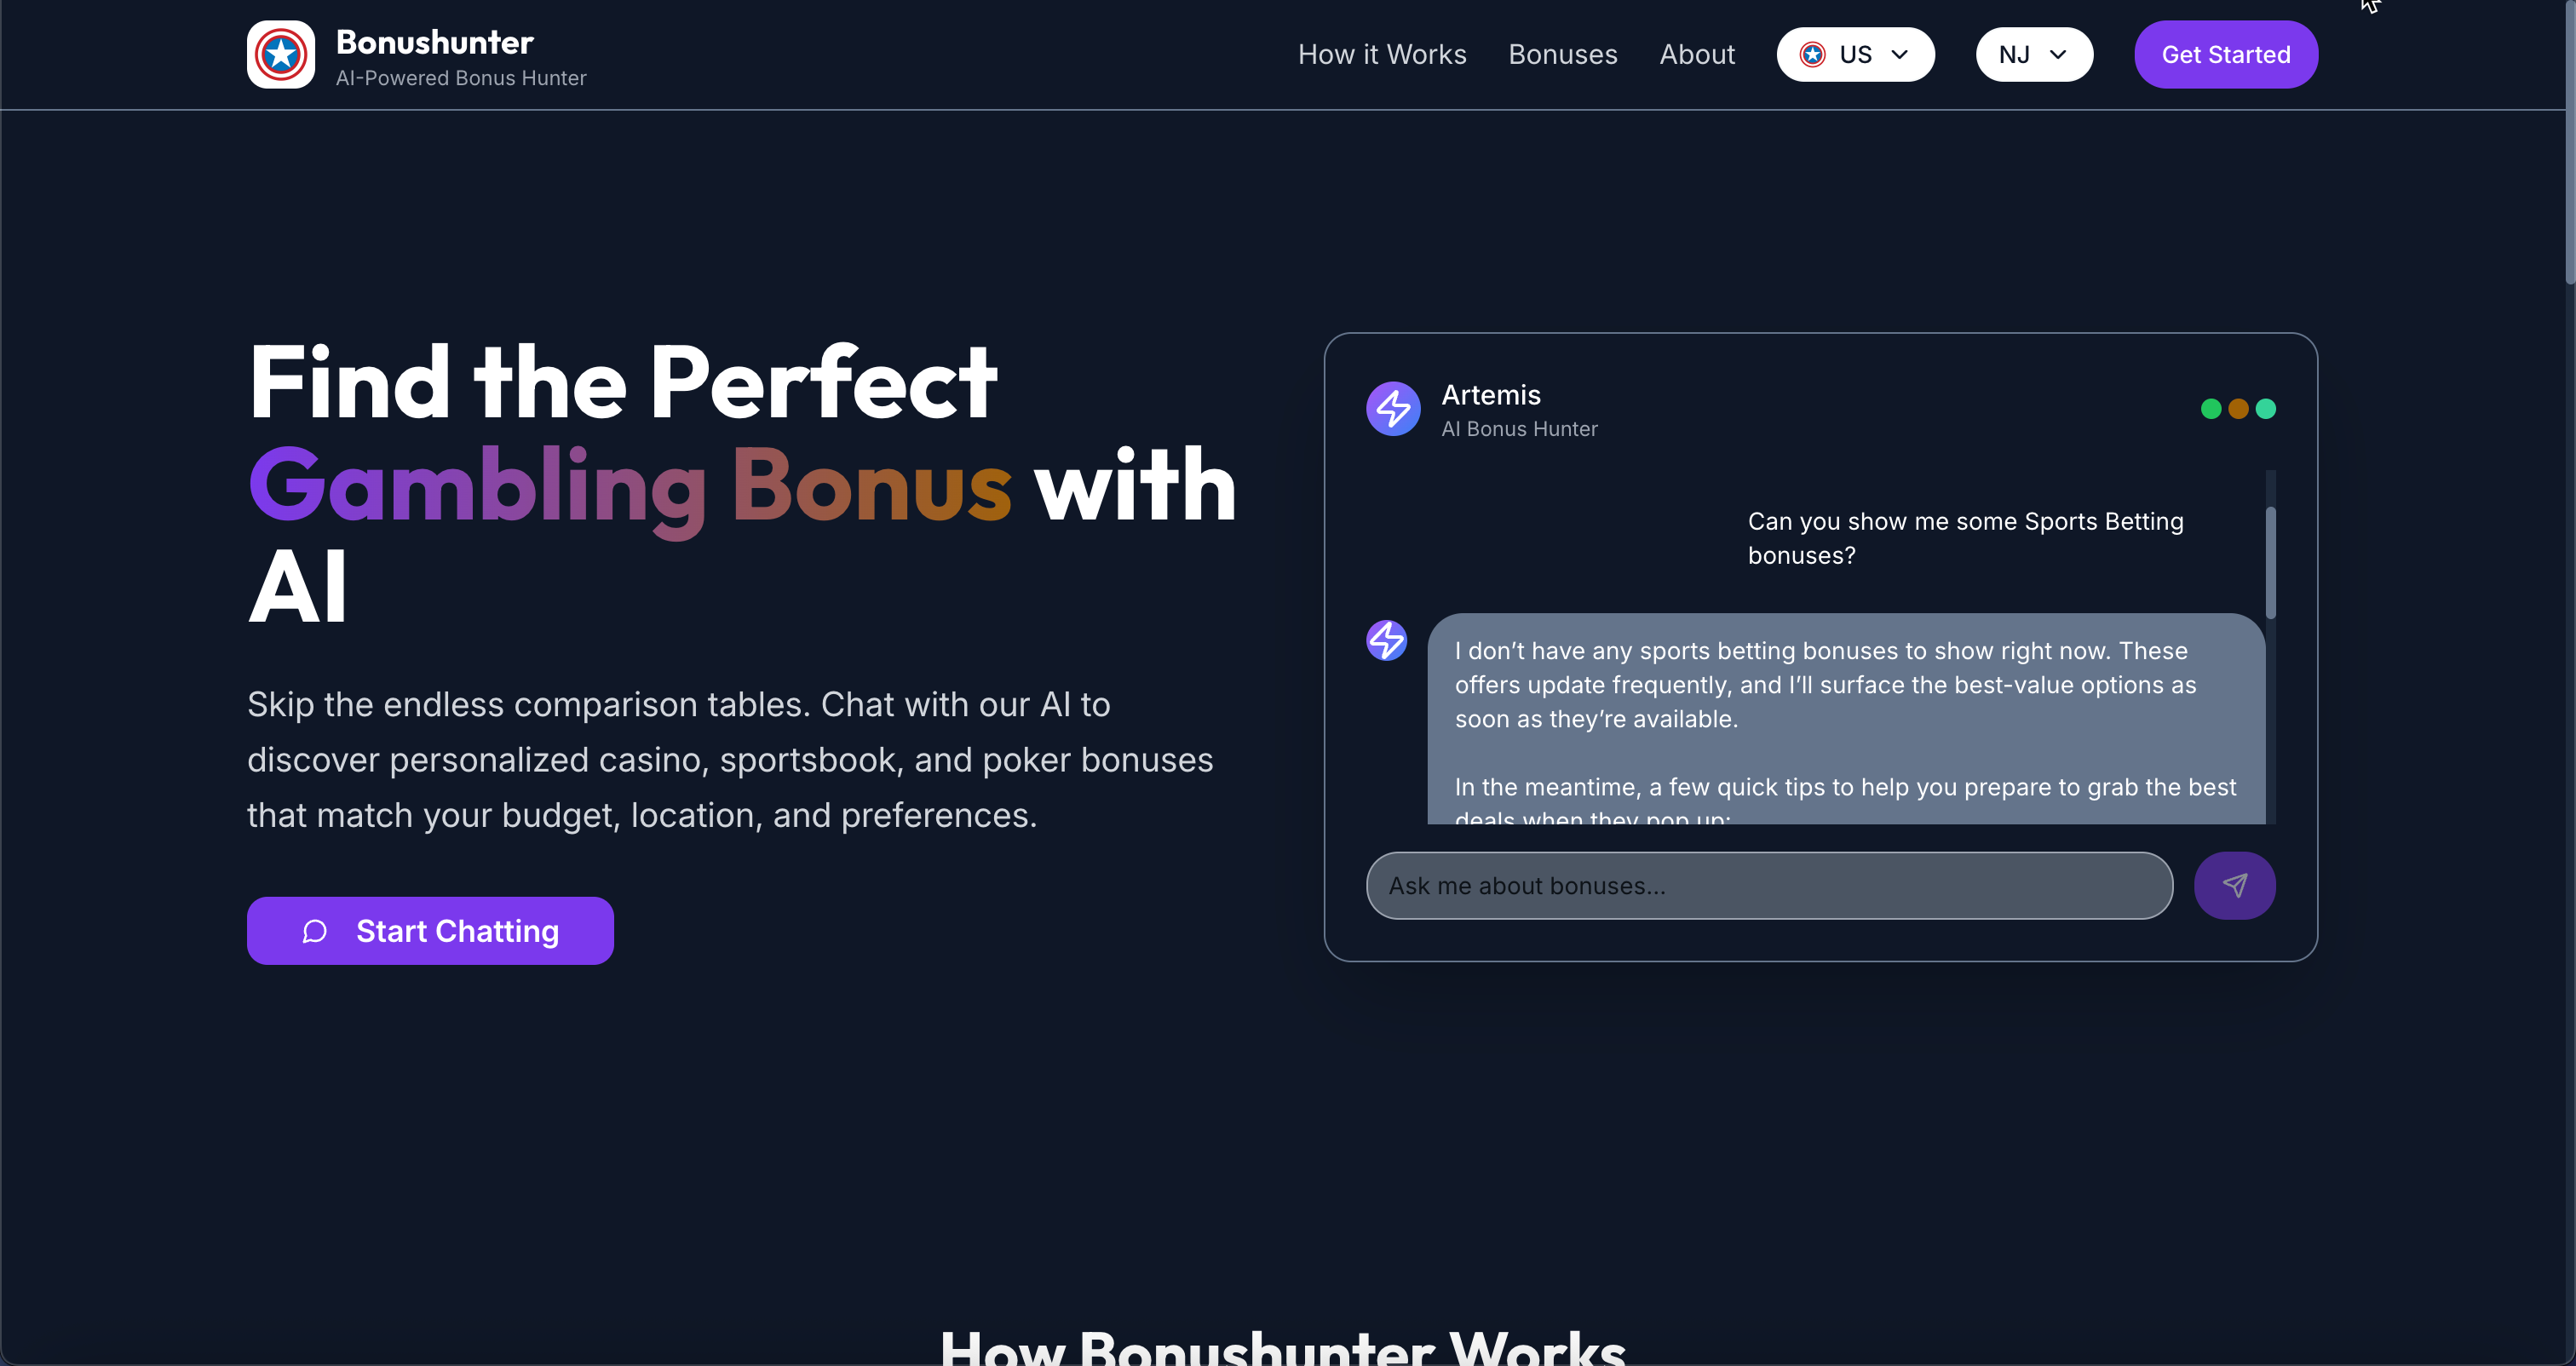 Bonushunter
AI-Powered Bonus Hunter
How it Works
Bonuses
About
US
NJ
Get Started
Find the Perfect
Gambling Bonus with
AI
Skip the endless comparison tables. Chat with our AI to
discover personalized casino, sportsbook, and poker bonuses
that match your budget, location, and preferences.
Start Chatting
Artemis
AI Bonus Hunter
Can you show me some Sports Betting
bonuses?
I don’t have any sports betting bonuses to show right now. These
offers update frequently, and I’ll surface the best-value options as
soon as they’re available.
In the meantime, a few quick tips to help you prepare to grab the best
deals when they pop up:
Ask me about bonuses...
How Bonushunter Works